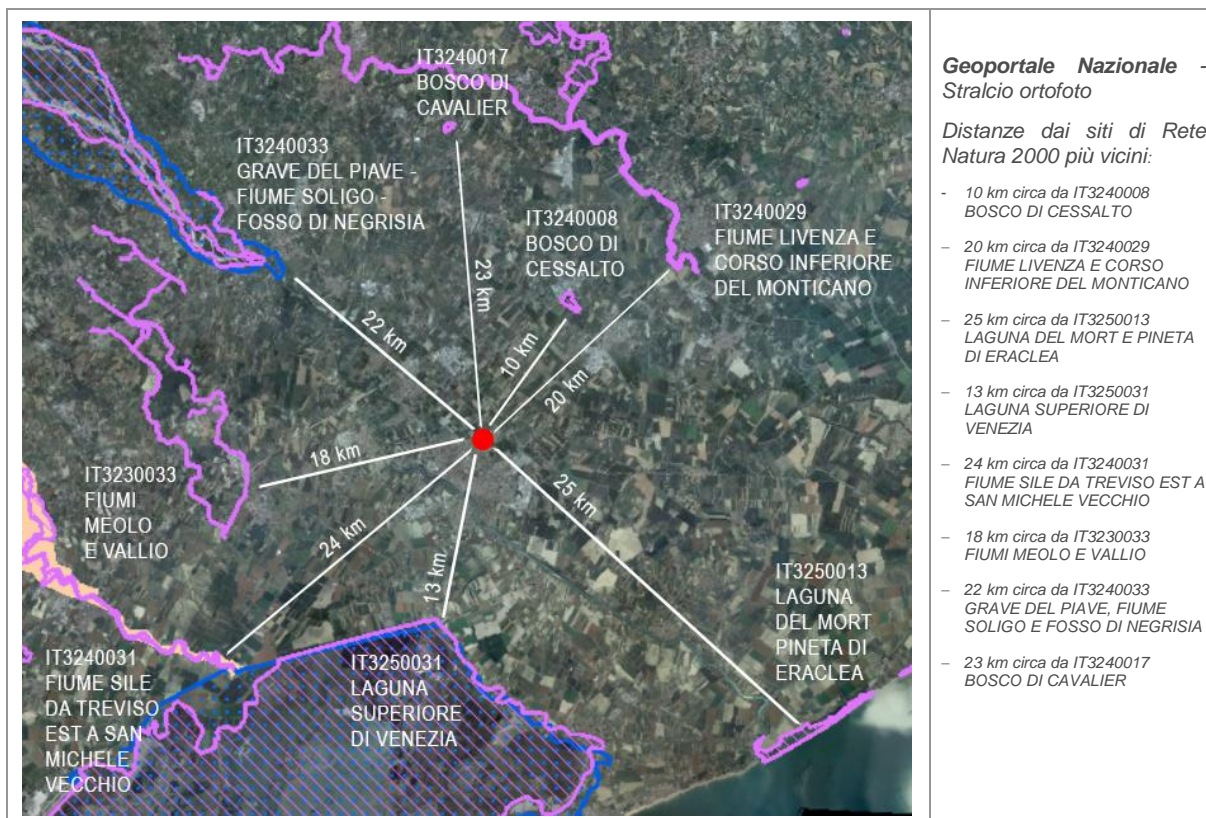 IT3240017
BOSCO DI
CAVALIER
IT3240033
GRAVE DEL PIAVE -
FIUME SOLIGO -
FOSSO DI NEGRISIA
IT3240008
BOSCO DI
CESSALTO
IT3240029
FIUME LIVENZA E
CORSO INFERIORE
DEL MONTICANO
23 km
22 km
10 km
20 km
18 km
IT3230033
FIUMI
MEOLO
E VALLIO
24 km
13 km
25 km
IT3250013
LAGUNA
DEL MORT
PINETA DI
ERACLEA
IT3240031
FIUME SILE
DA TREVISO
EST A SAN
MICHELE
VECCHIO
IT3250031
LAGUNA
SUPERIORE
DI VENEZIA
Geoportale Nazionale -
Stralcio ortofoto
Distanze dai siti di Rete
Natura 2000 più vicini:
- 10 km circa da IT3240008
BOSCO DI CESSALTO
– 20 km circa da IT3240029
FIUME LIVENZA E CORSO
INFERIORE DEL MONTICANO
– 25 km circa da IT3250013
LAGUNA DEL MORT E PINETA
DI ERACLEA
– 13 km circa da IT3250031
LAGUNA SUPERIORE DI
VENEZIA
– 24 km circa da IT3240031
FIUME SILE DA TREVISO EST A
SAN MICHELE VECCHIO
– 18 km circa da IT3230033
FIUMI MEOLO E VALLIO
– 22 km circa da IT3240033
GRAVE DEL PIAVE, FIUME
SOLIGO E FOSSO DI NEGRISIA
– 23 km circa da IT3240017
BOSCO DI CAVALIER